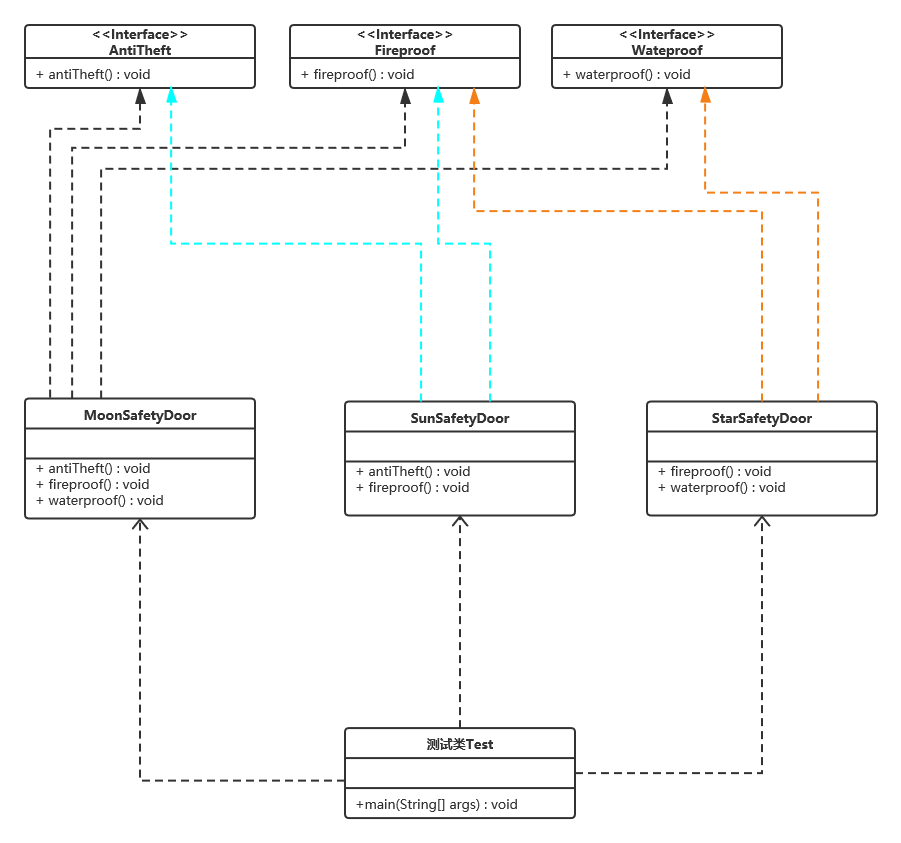 <<Interface>>
AntiTheft
+ antiTheft() : void
<<Interface>>
Fireproof
+ fireproof() : void
<<Interface>>
Wateproof
+ waterproof() : void
MoonSafetyDoor
+ antiTheft() : void
+ fireproof() : void
+ waterproof() : void
SunSafetyDoor
+ antiTheft() : void
+ fireproof() : void
StarSafetyDoor
+ fireproof() : void
+ waterproof() : void
测试类Test
+main(String[] args) : void